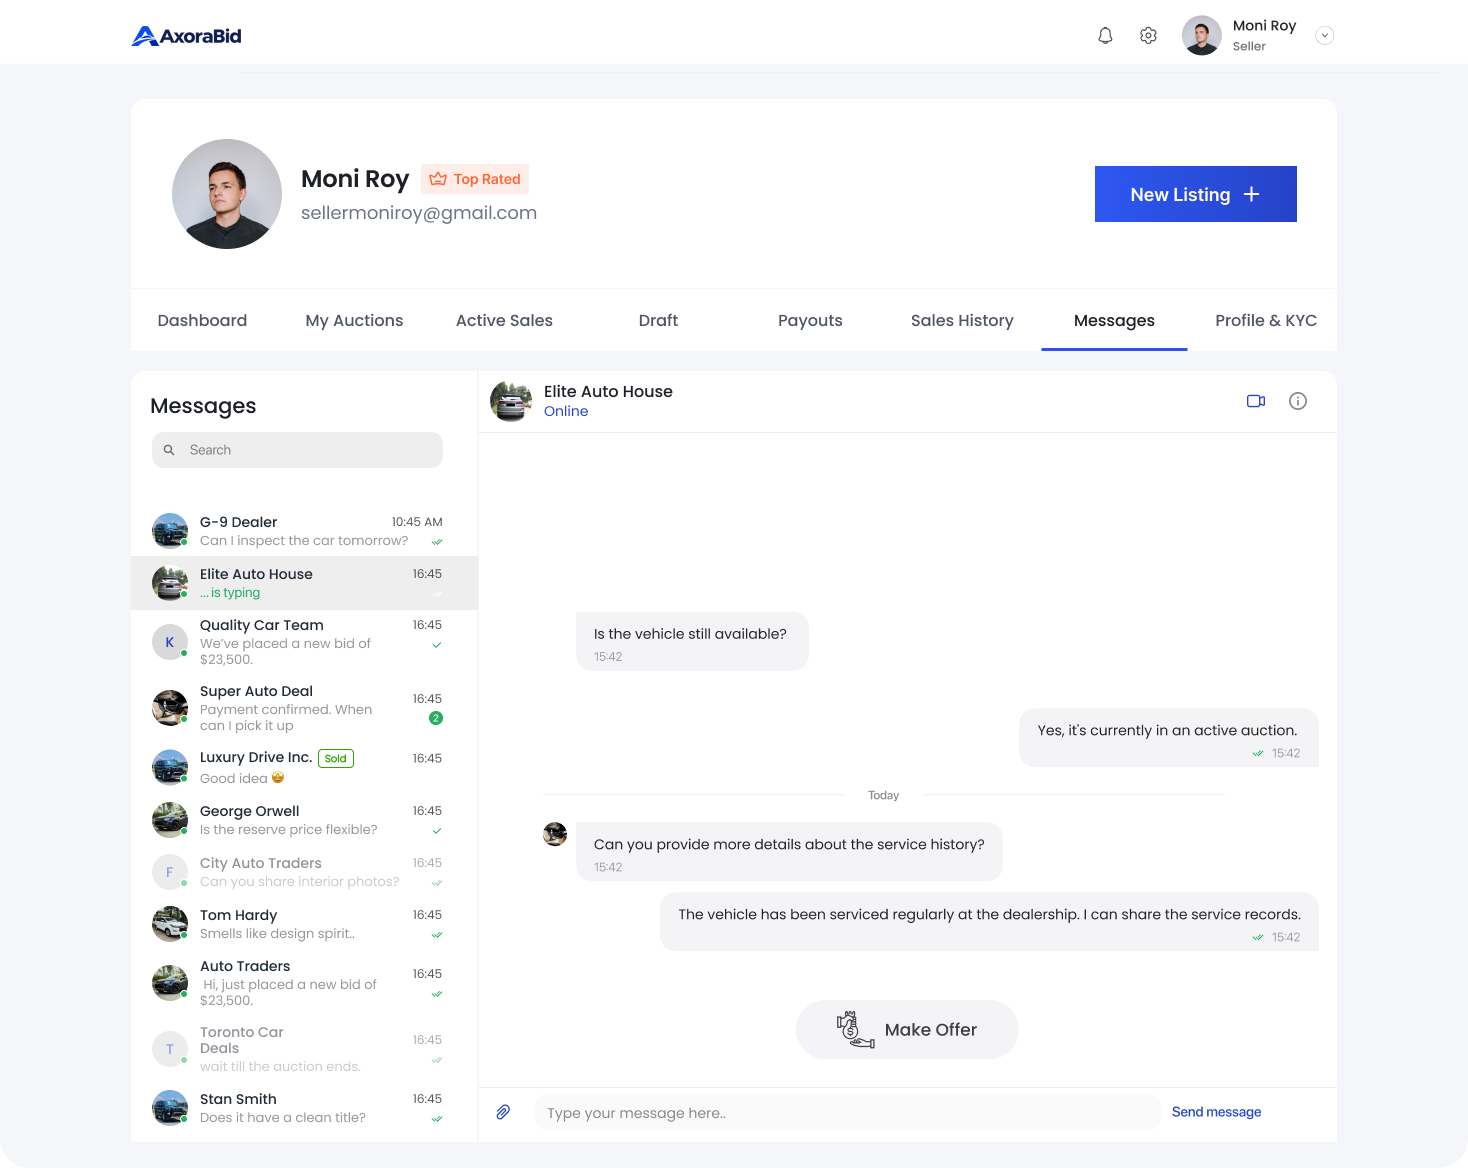 AxoraBid
Moni Roy
Seller
Moni Roy
Top Rated
sellermoniroy@gmail.com
New Listing +
Dashboard
My Auctions
Active Sales
Draft
Payouts
Sales History
Messages
Profile & KYC
Messages
Search
G-9 Dealer
10:45 AM
Can I inspect the car tomorrow?
Elite Auto House
16:45
... is typing
K
Quality Car Team
16:45
We’ve placed a new bid of
$23,500.
Super Auto Deal
16:45
Payment confirmed. When
can I pick it up
2
Luxury Drive Inc.
Sold
16:45
Good idea 🤩
George Orwell
16:45
Is the reserve price flexible?
F
City Auto Traders
16:45
Can you share interior photos?
Tom Hardy
16:45
Smells like design spirit..
Auto Traders
16:45
Hi, just placed a new bid of
$23,500.
T
Toronto Car
Deals
16:45
wait till the auction ends.
Stan Smith
16:45
Does it have a clean title?
Elite Auto House
Online
Is the vehicle still available?
15:42
Yes, it's currently in an active auction.
15:42
Today
Can you provide more details about the service history?
15:42
The vehicle has been serviced regularly at the dealership. I can share the service records.
15:42
Make Offer
Type your message here..
Send message